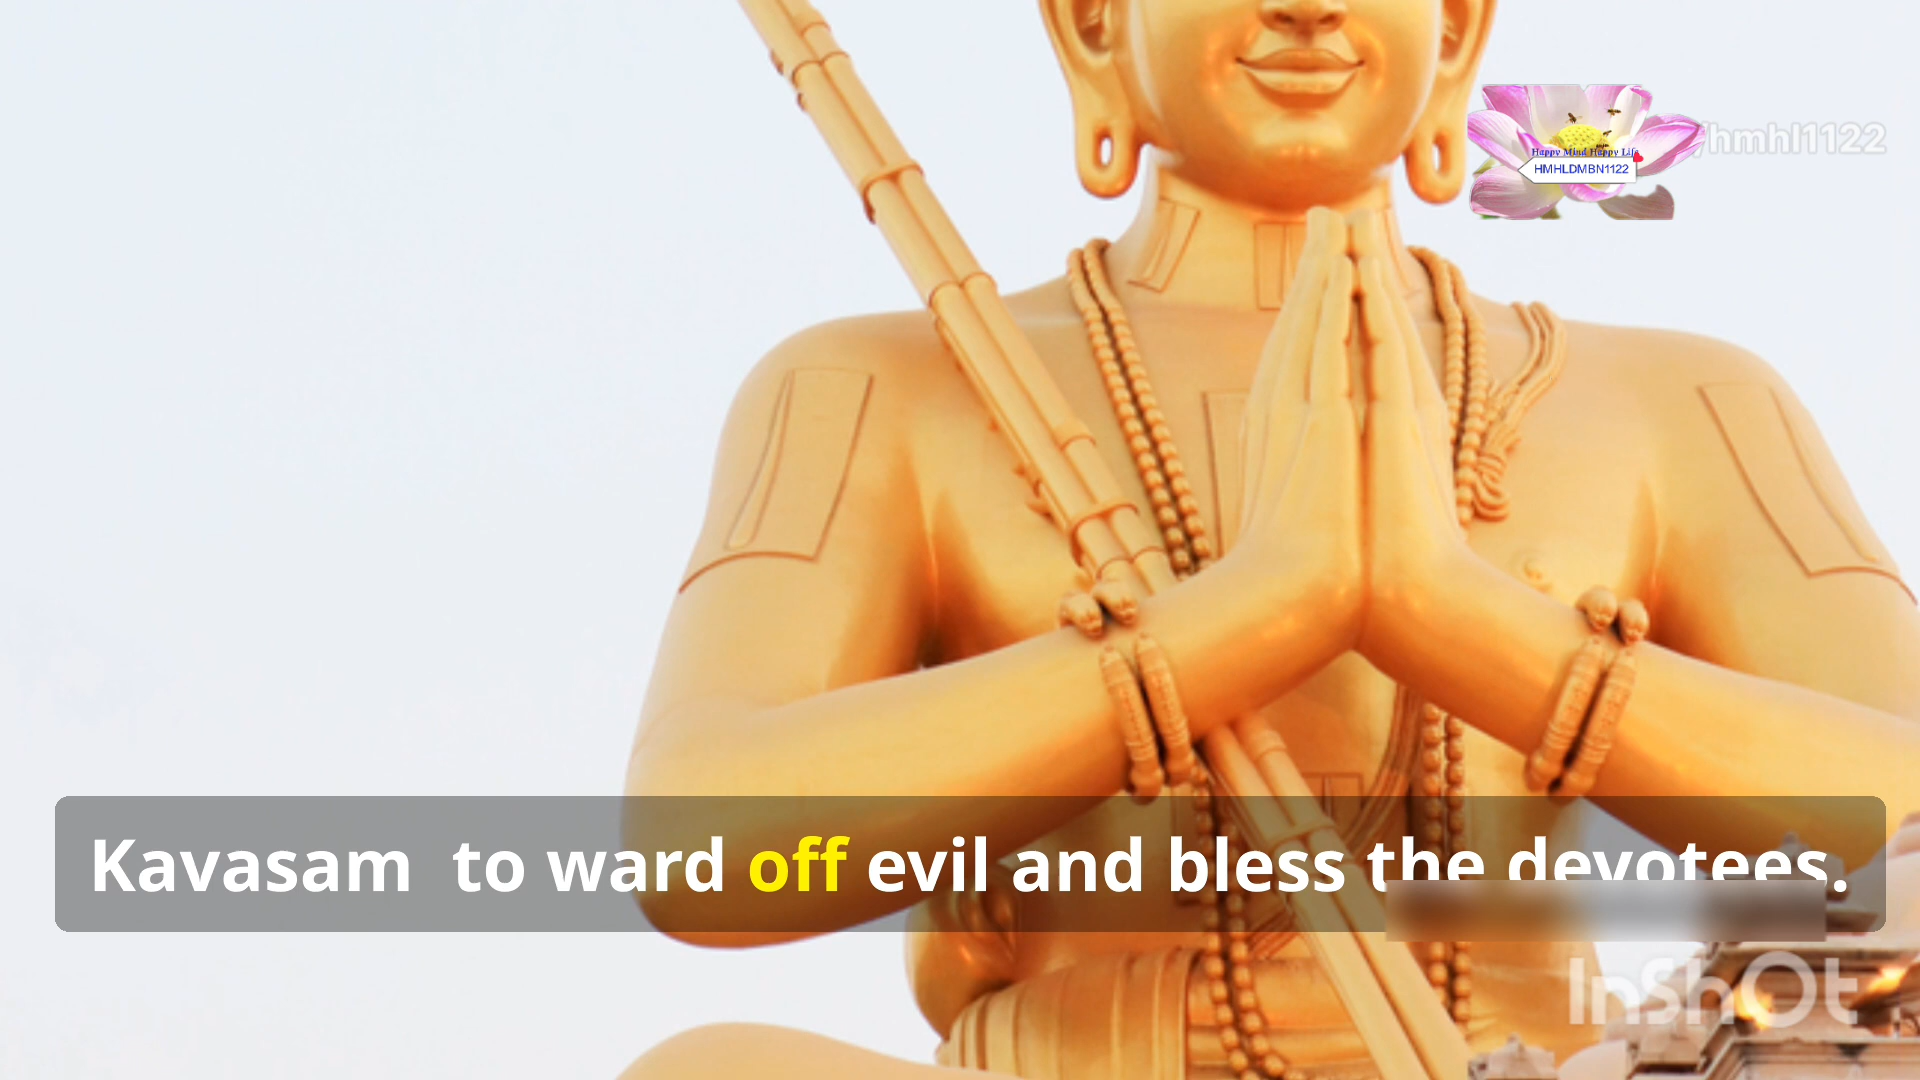 /hmhl1122
Happy Mind Happy Life
HMHLDMBN1122
Kavasam to ward off evil and bless the devotees.
InShOt